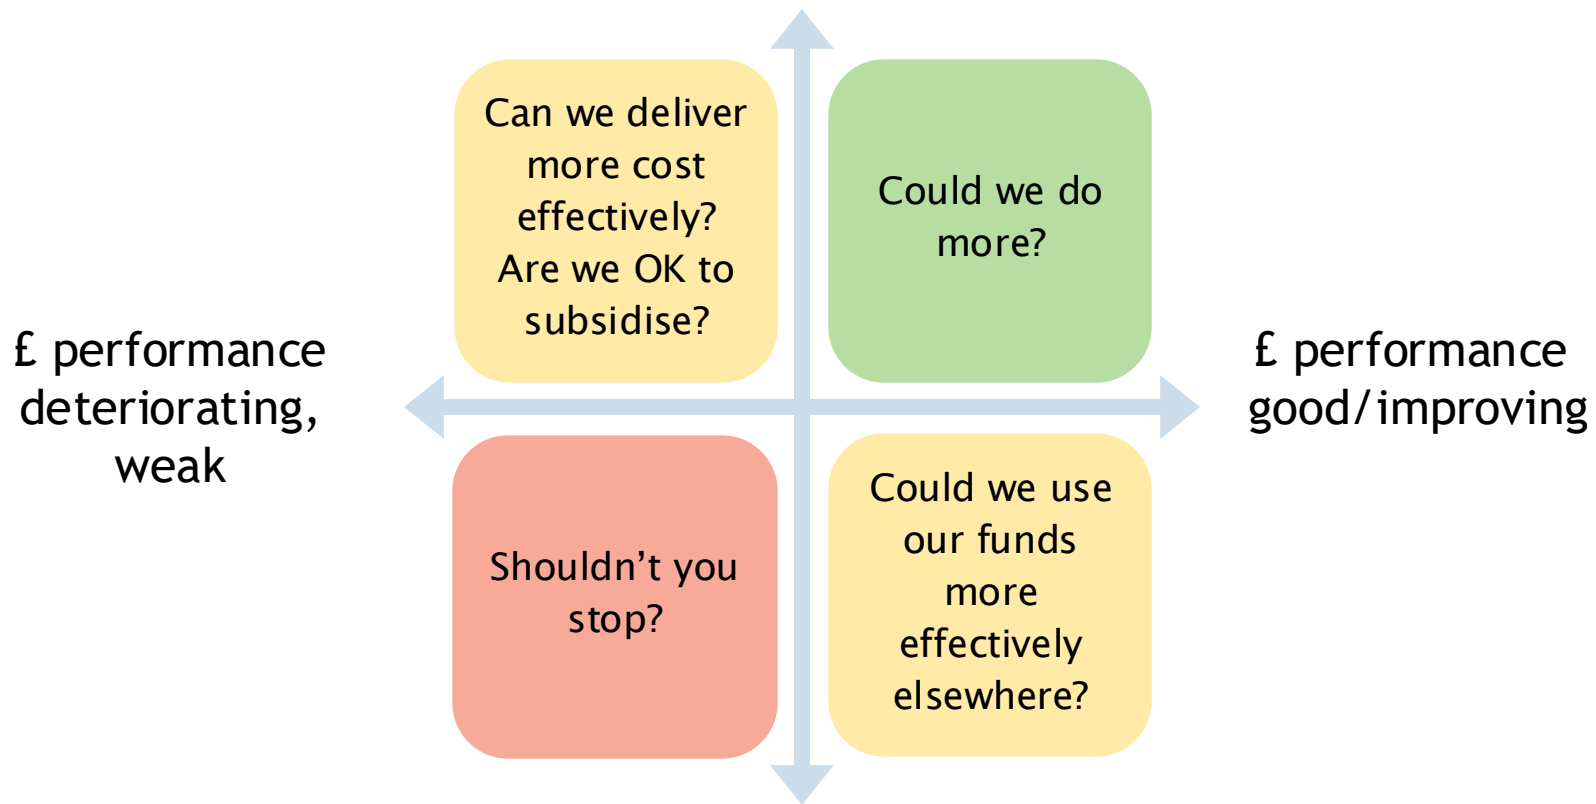 Can we deliver
more cost
effectively?
Are we OK to
subsidise?
Could we do
more?
£ performance
deteriorating,
weak
£ performance
good/improving
Shouldn’t you
stop?
Could we use
our funds
more
effectively
elsewhere?